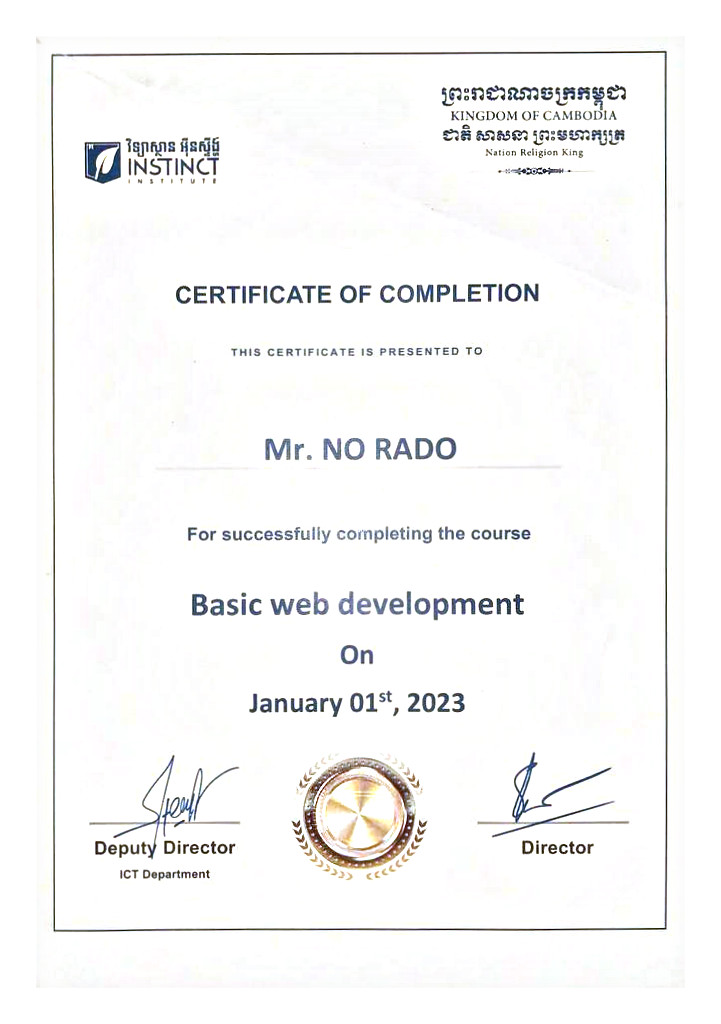 ព្រះរាជាណាចក្រកម្ពុជា
KINGDOM OF CAMBODIA
ជាតិ សាសនា ព្រះមហាក្សត្រ
Nation Religion King
វិទ្យាស្ថាន អ៊ីនស្ទីង្ហ
INSTINCT
INSTITUTE
CERTIFICATE OF COMPLETION
THIS CERTIFICATE IS PRESENTED TO
Mr. NO RADO
For successfully completing the course
Basic web development
On
January 01st, 2023
Deputy Director
ICT Department
Director